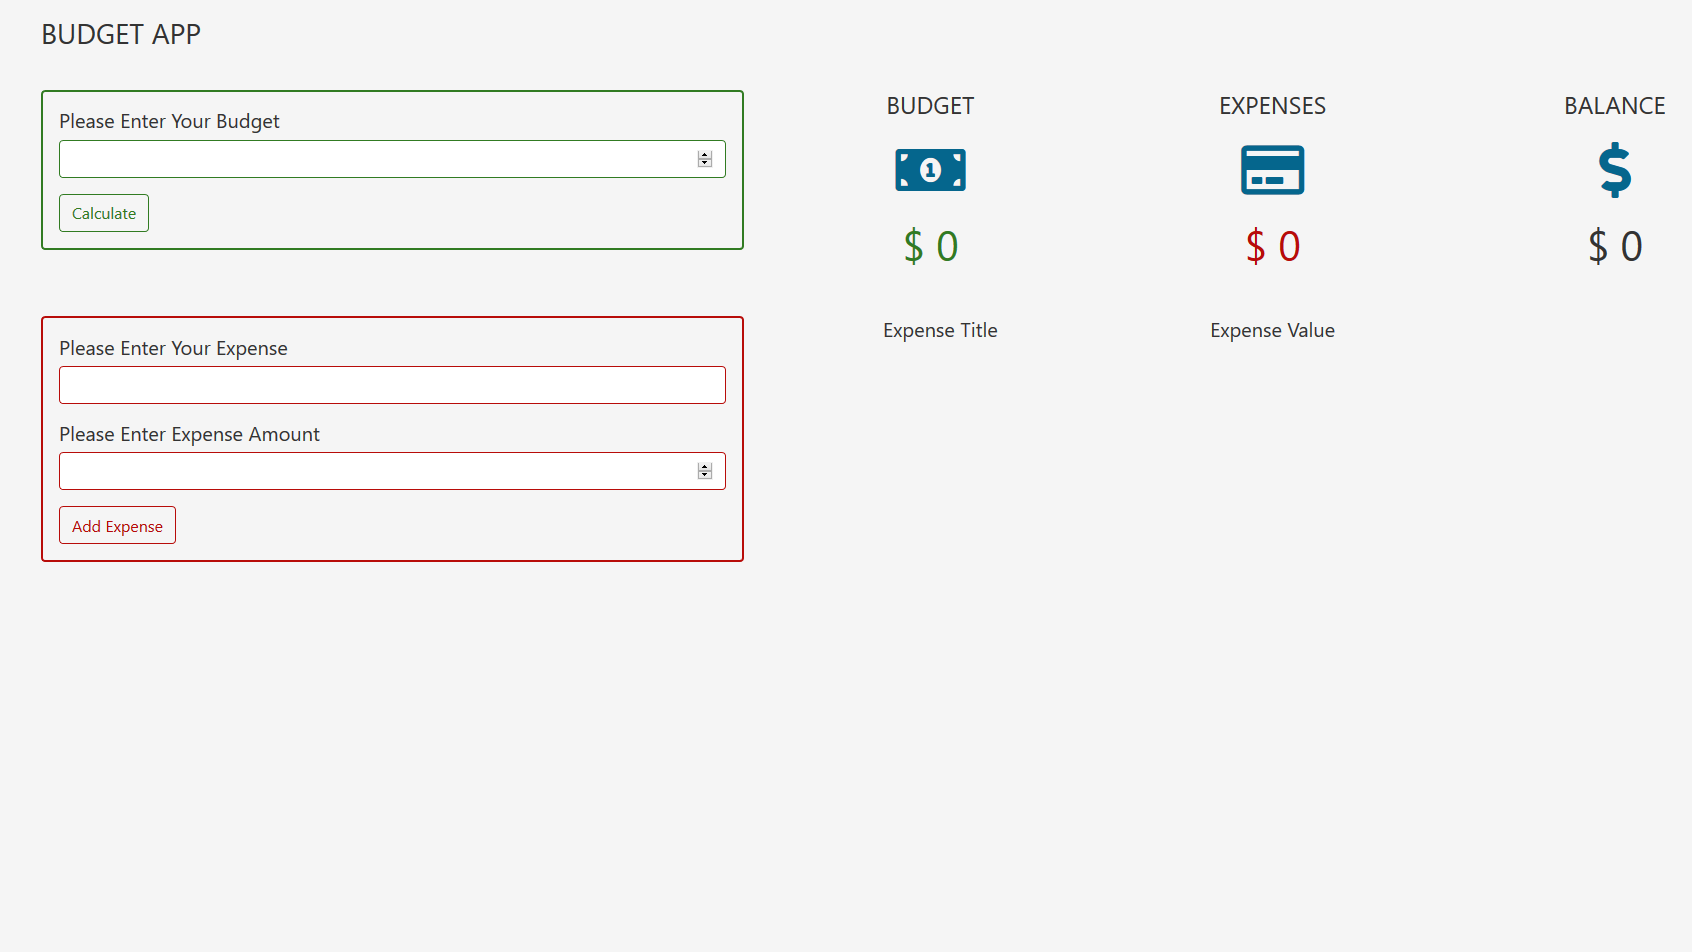 BUDGET APP
Please Enter Your Budget
Calculate
BUDGET
EXPENSES
BALANCE
1
$ 0
$ 0
$ 0
Please Enter Your Expense
Please Enter Expense Amount
Add Expense
Expense Title
Expense Value